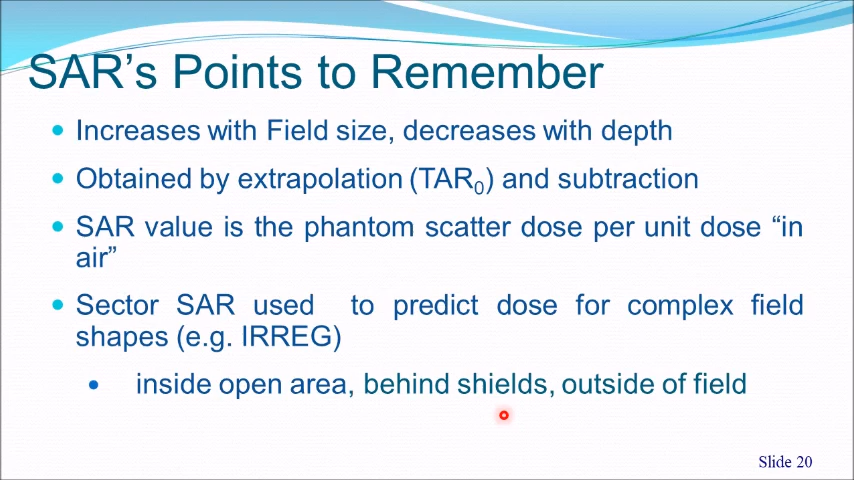 SAR's Points to Remember
• Increases with Field size, decreases with depth
• Obtained by extrapolation (TAR₀) and subtraction
• SAR value is the phantom scatter dose per unit dose “in
air”
• Sector SAR used to predict dose for complex field
shapes (e.g. IRREG)
• inside open area, behind shields, outside of field
Slide 20